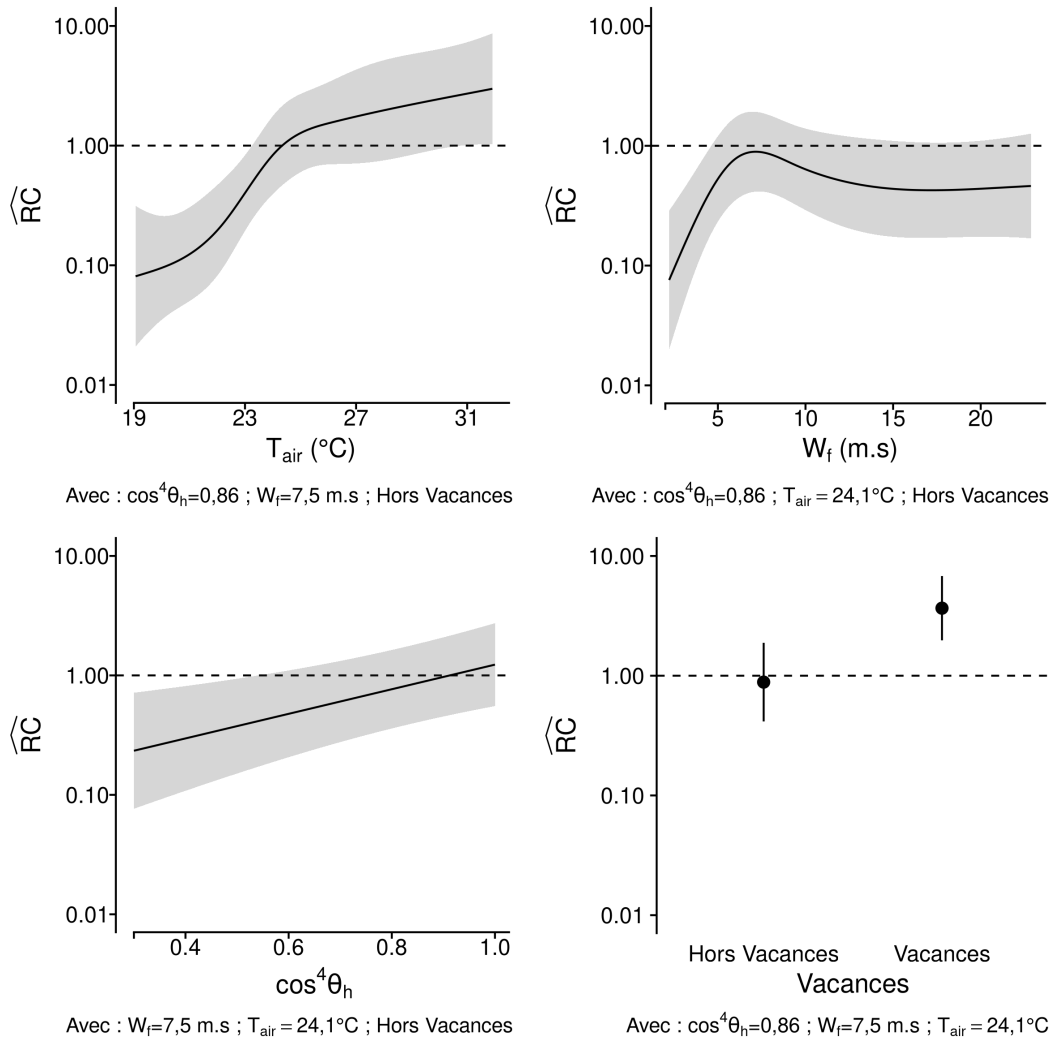 10.00
1.00
0.10
0.01
R̂C
19 23 27 31
T_air (°C)
Avec : cos⁴θ_h=0,86 ; W_f=7,5 m.s ; Hors Vacances
10.00
1.00
0.10
0.01
R̂C
5 10 15 20
W_f (m.s)
Avec : cos⁴θ_h=0,86 ; T_air = 24,1°C ; Hors Vacances
10.00
1.00
0.10
0.01
R̂C
0.4 0.6 0.8 1.0
cos⁴θ_h
Avec : W_f=7,5 m.s ; T_air = 24,1°C ; Hors Vacances
10.00
1.00
0.10
0.01
R̂C
Hors Vacances Vacances
Vacances
Avec : cos⁴θ_h=0,86 ; W_f=7,5 m.s ; T_air = 24,1°C